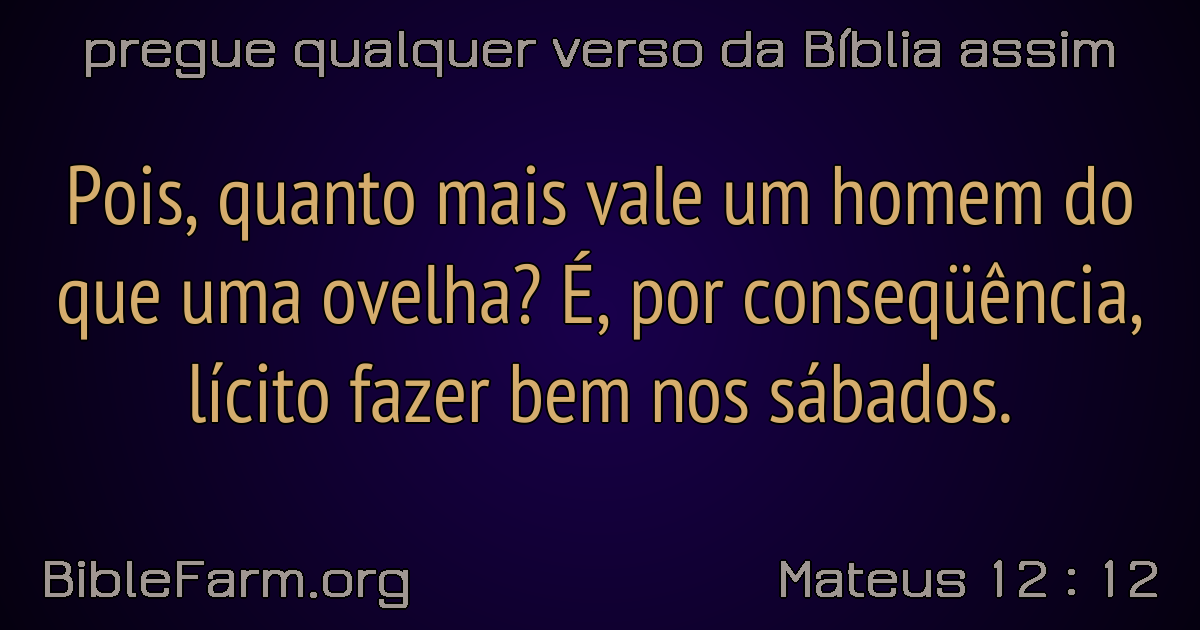 pregue qualquer verso da Bíblia assim
Pois, quanto mais vale um homem do
que uma ovelha? É, por conseqüência,
lícito fazer bem nos sábados.
BibleFarm.org
Mateus 12 : 12